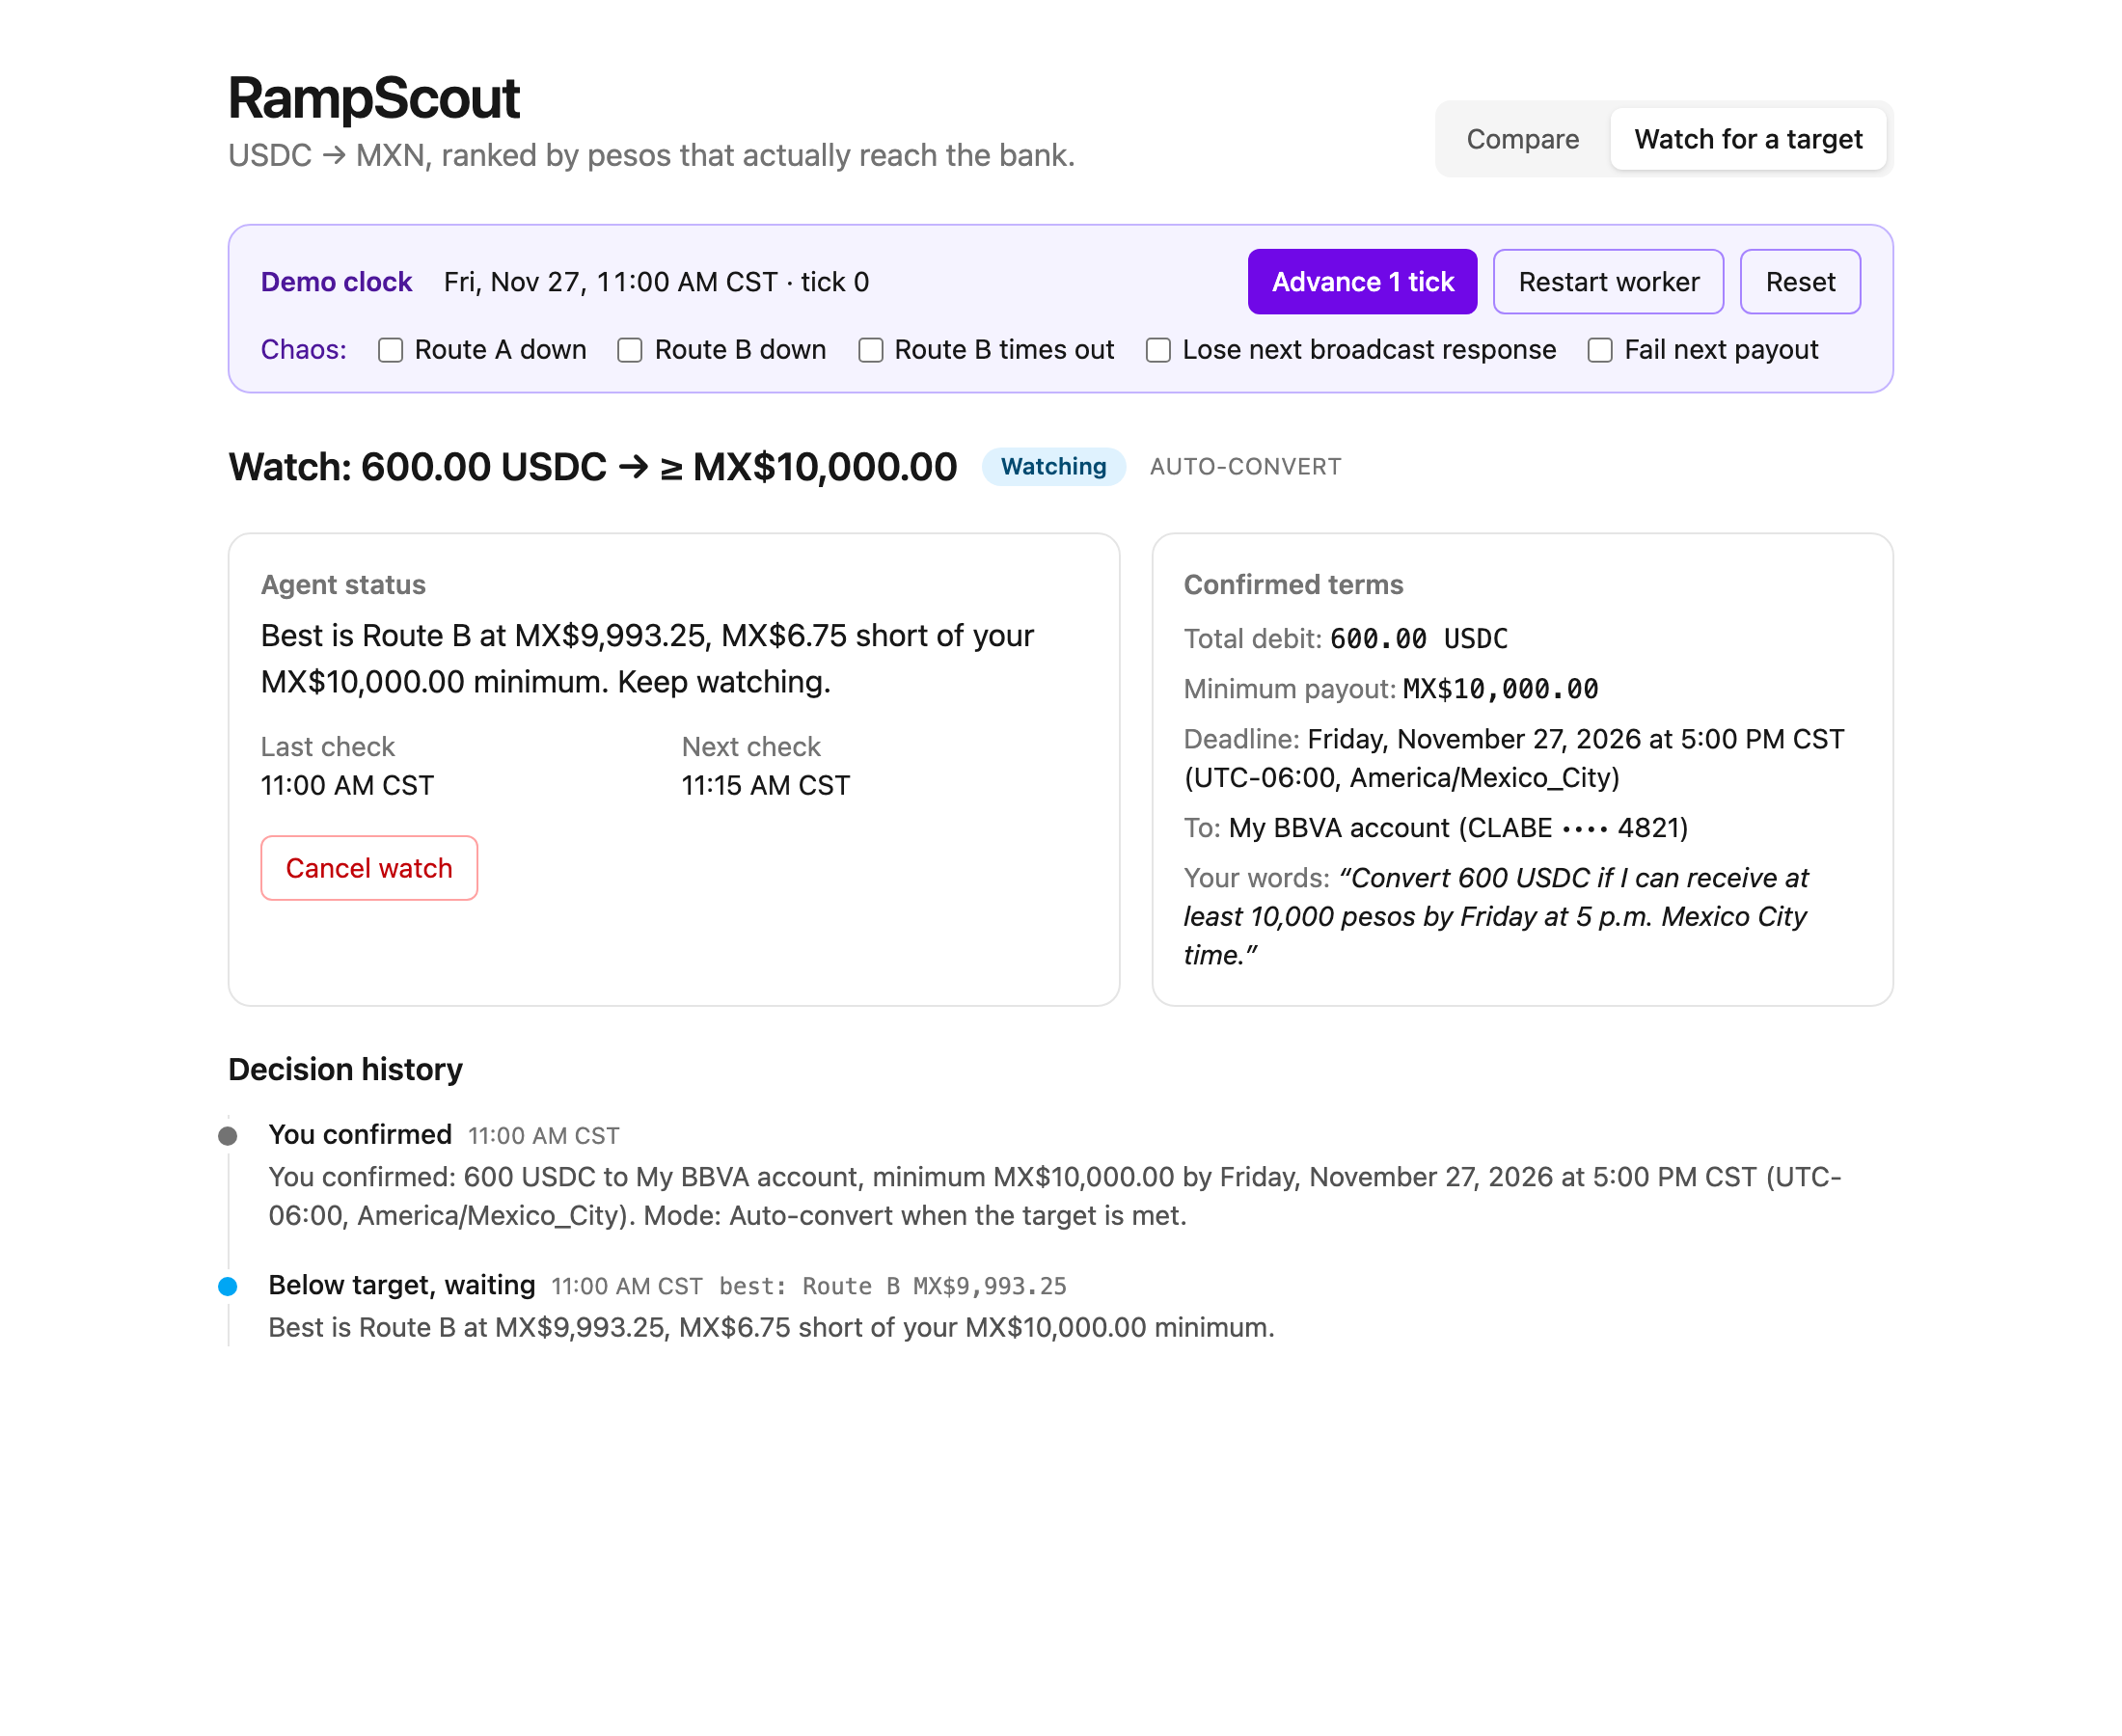 RampScout
USDC → MXN, ranked by pesos that actually reach the bank.
Compare
Watch for a target
Demo clock Fri, Nov 27, 11:00 AM CST · tick 0
Advance 1 tick
Restart worker
Reset
Chaos: Route A down Route B down Route B times out Lose next broadcast response Fail next payout
Watch: 600.00 USDC → ≥ MX$10,000.00 Watching AUTO-CONVERT
Agent status
Best is Route B at MX$9,993.25, MX$6.75 short of your
MX$10,000.00 minimum. Keep watching.
Last check
11:00 AM CST
Next check
11:15 AM CST
Cancel watch
Confirmed terms
Total debit: 600.00 USDC
Minimum payout: MX$10,000.00
Deadline: Friday, November 27, 2026 at 5:00 PM CST
(UTC-06:00, America/Mexico_City)
To: My BBVA account (CLABE •••• 4821)
Your words: “Convert 600 USDC if I can receive at
least 10,000 pesos by Friday at 5 p.m. Mexico City
time.”
Decision history
You confirmed 11:00 AM CST
You confirmed: 600 USDC to My BBVA account, minimum MX$10,000.00 by Friday, November 27, 2026 at 5:00 PM CST (UTC-
06:00, America/Mexico_City). Mode: Auto-convert when the target is met.
Below target, waiting 11:00 AM CST best: Route B MX$9,993.25
Best is Route B at MX$9,993.25, MX$6.75 short of your MX$10,000.00 minimum.